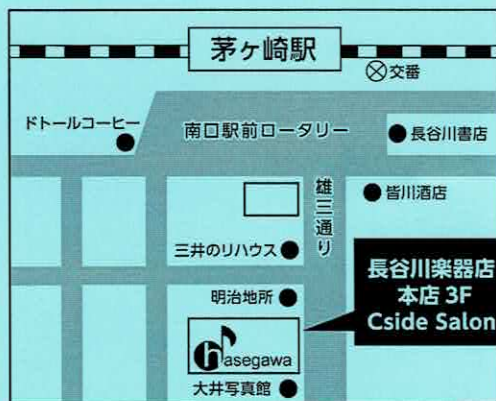 茅ヶ崎駅
交番
ドトールコーヒー
南口駅前ロータリー
長谷川書店
雄三通り
皆川酒店
三井のリハウス
長谷川楽器店
本店 3F
Cside Salon
明治地所
hasegawa
大井写真館